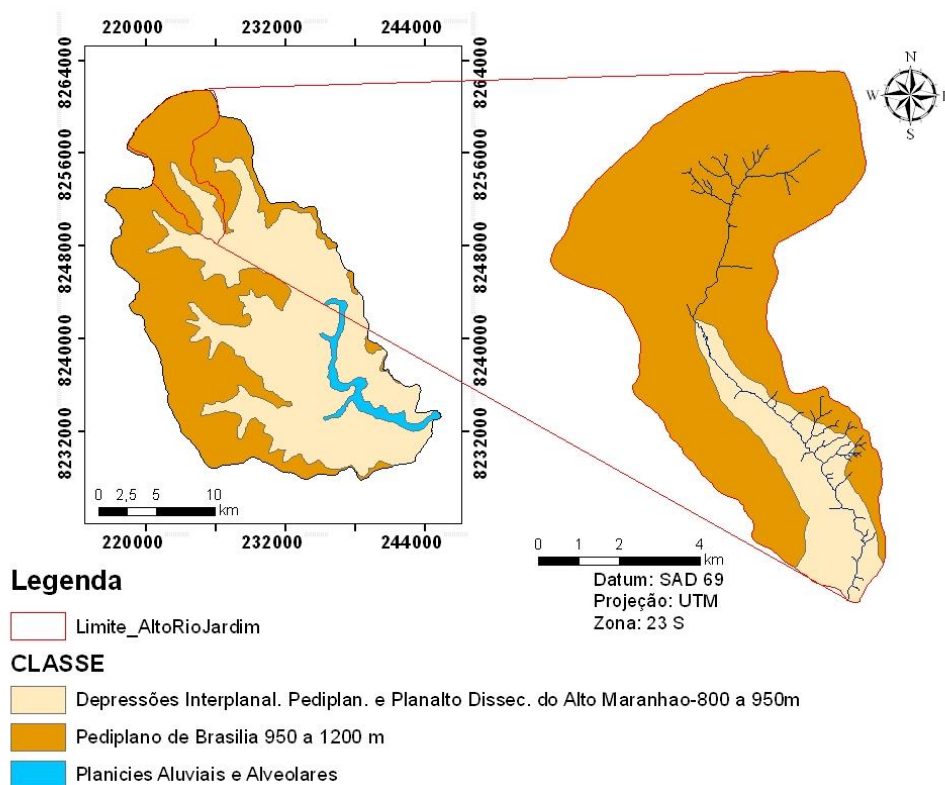 220000 232000 244000
8264000
8256000
8248000
8240000
8232000
8264000
8256000
8248000
8240000
8232000
0 2,5 5 10
km
220000 232000 244000
N
W E
S
0 1 2 4
km
Datum: SAD 69
Projeção: UTM
Zona: 23 S
Legenda
Limite_AltoRioJardim
CLASSE
Depressões Interplanal. Pediplan. e Planalto Dissec. do Alto Maranhao-800 a 950m
Pediplano de Brasilia 950 a 1200 m
Planicies Aluviais e Alveolares